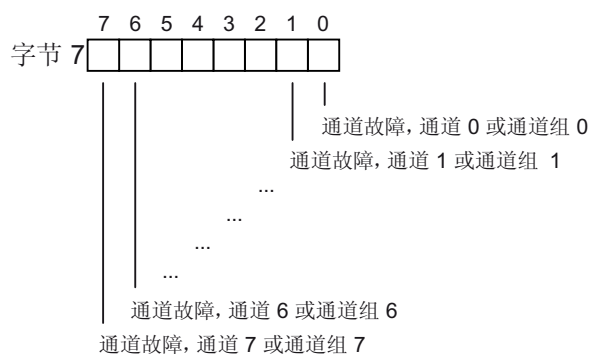 7 6 5 4 3 2 1 0
字节 7
通道故障, 通道 0 或通道组 0
通道故障, 通道 1 或通道组 1
...
...
...
...
通道故障, 通道 6 或通道组 6
通道故障, 通道 7 或通道组 7